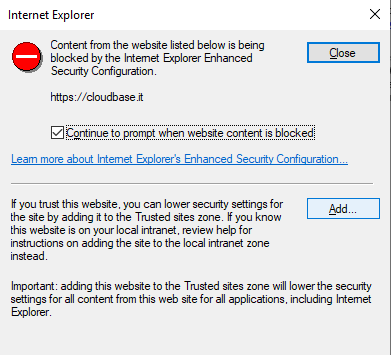 Internet Explorer
Content from the website listed below is being
blocked by the Internet Explorer Enhanced
Security Configuration.
Close
https://cloudbase.it
Continue to prompt when website content is blocked
Learn more about Internet Explorer's Enhanced Security Configuration...
If you trust this website, you can lower security settings for
the site by adding it to the Trusted sites zone. If you know
this website is on your local intranet, review help for
instructions on adding the site to the local intranet zone
instead.
Add...
Important: adding this website to the Trusted sites zone will lower the security
settings for all content from this web site for all applications, including Internet
Explorer.